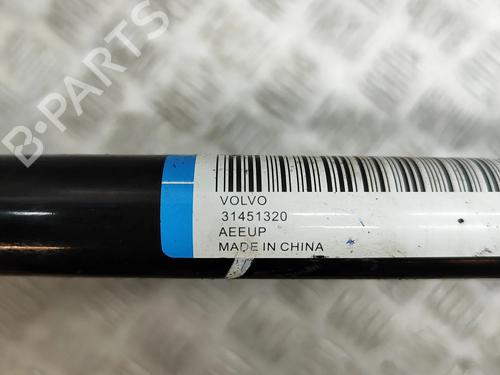 B-PARTS
VOLVO
31451320
AEEUP
MADE IN CHINA